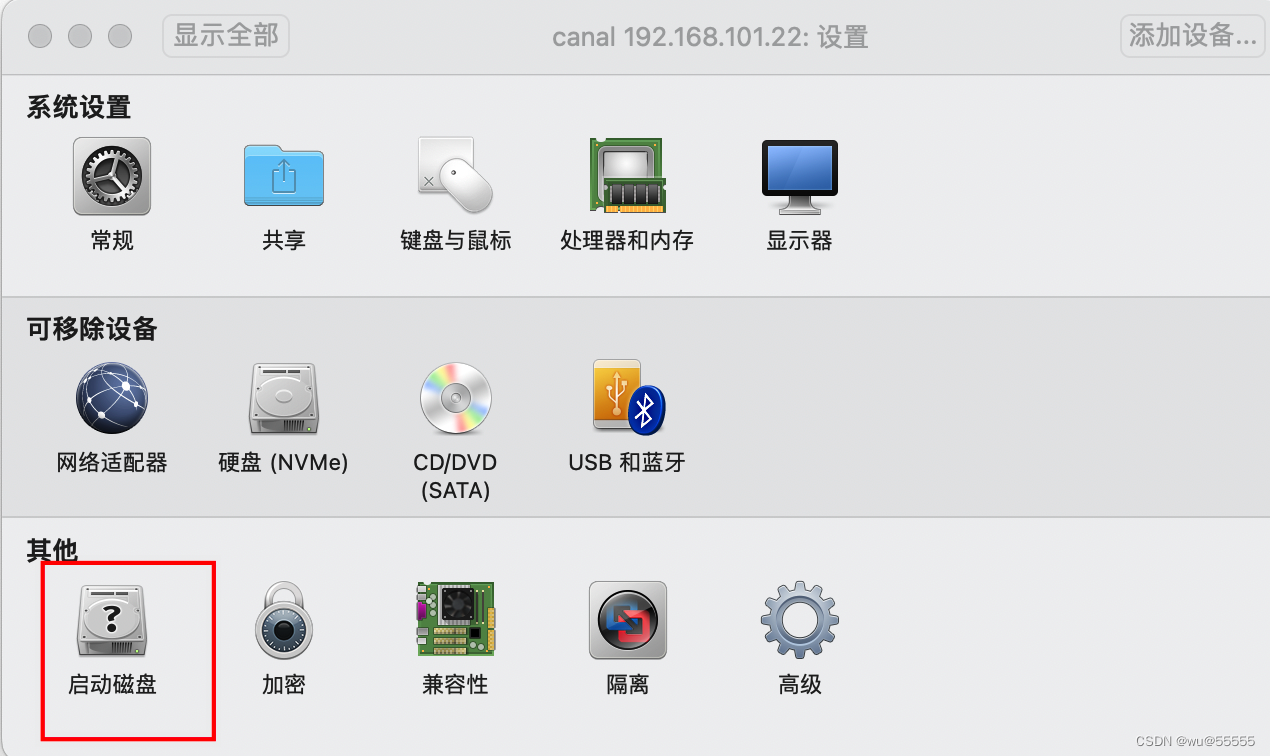 显示全部
canal 192.168.101.22: 设置
添加设备...
系统设置
常规
共享
键盘与鼠标
处理器和内存
显示器
可移除设备
网络适配器
硬盘 (NVMe)
CD/DVD
(SATA)
USB 和蓝牙
其他
启动磁盘
加密
兼容性
隔离
高级
CSDN @wu@55555